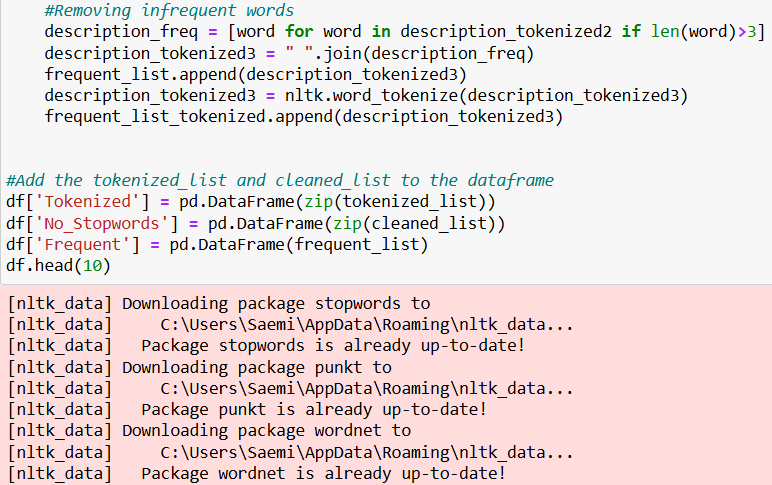 #Removing infrequent words
description_freq = [word for word in description_tokenized2 if len(word)>3]
description_tokenized3 = " ".join(description_freq)
frequent_list.append(description_tokenized3)
description_tokenized3 = nltk.word_tokenize(description_tokenized3)
frequent_list_tokenized.append(description_tokenized3)
#Add the tokenized_list and cleaned_list to the dataframe
df['Tokenized'] = pd.DataFrame(zip(tokenized_list))
df['No_Stopwords'] = pd.DataFrame(zip(cleaned_list))
df['Frequent'] = pd.DataFrame(frequent_list)
df.head(10)
[nltk_data] Downloading package stopwords to
[nltk_data]     C:\Users\Saemi\AppData\Roaming\nltk_data...
[nltk_data]   Package stopwords is already up-to-date!
[nltk_data] Downloading package punkt to
[nltk_data]     C:\Users\Saemi\AppData\Roaming\nltk_data...
[nltk_data]   Package punkt is already up-to-date!
[nltk_data] Downloading package wordnet to
[nltk_data]     C:\Users\Saemi\AppData\Roaming\nltk_data...
[nltk_data]   Package wordnet is already up-to-date!